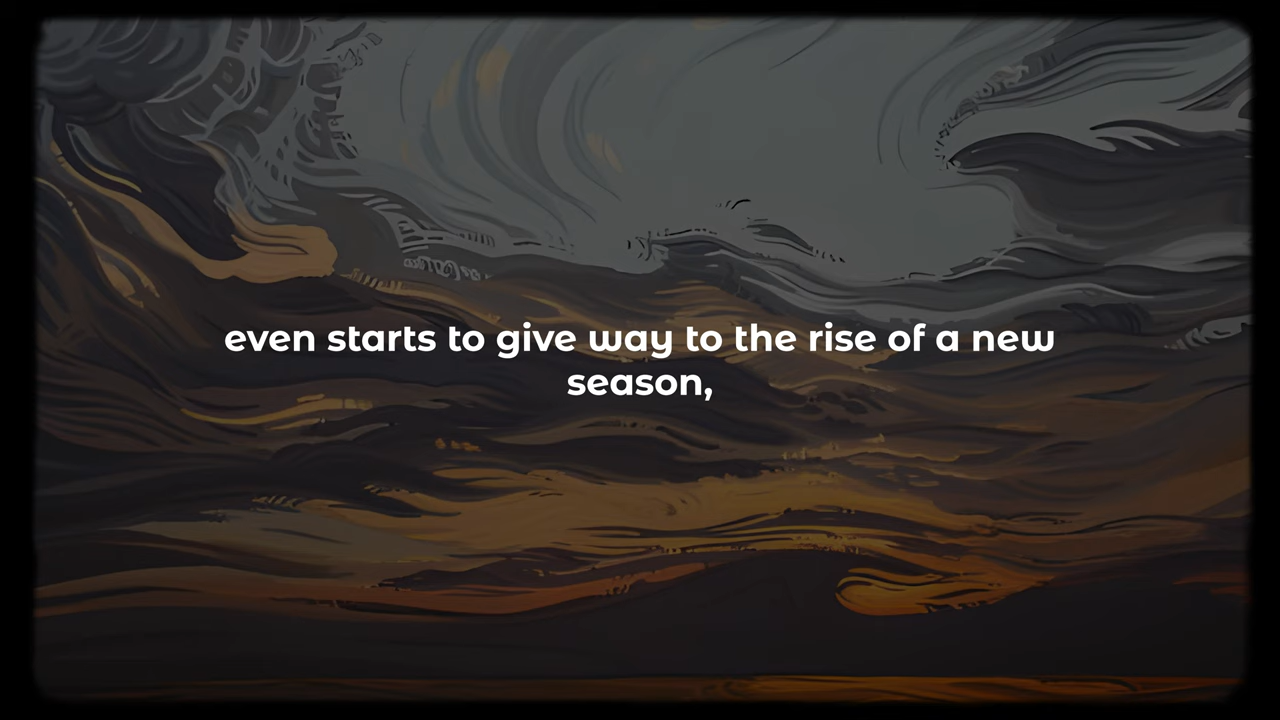 even starts to give way to the rise of a new
season,